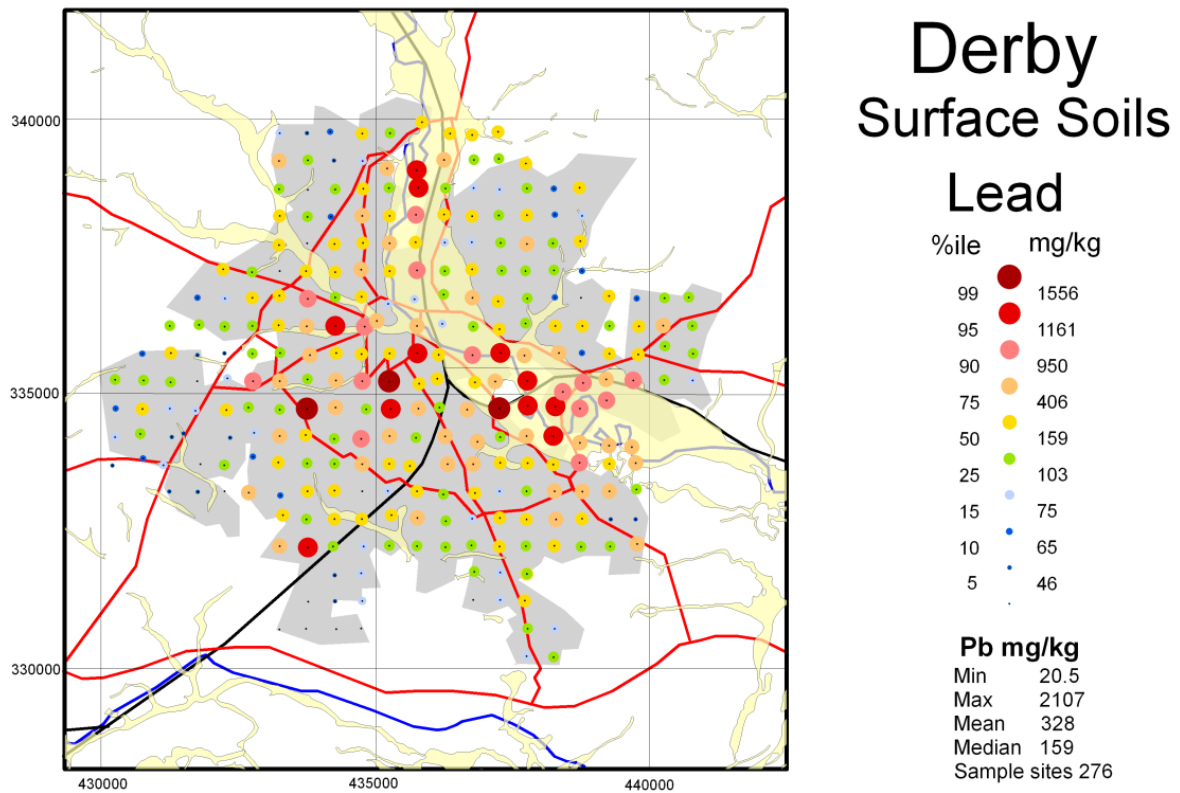 Derby
Surface Soils
Lead
%ile mg/kg
99 1556
95 1161
90 950
75 406
50 159
25 103
15 75
10 65
5 46
Pb mg/kg
Min 20.5
Max 2107
Mean 328
Median 159
Sample sites 276
340000
335000
330000
430000 435000 440000